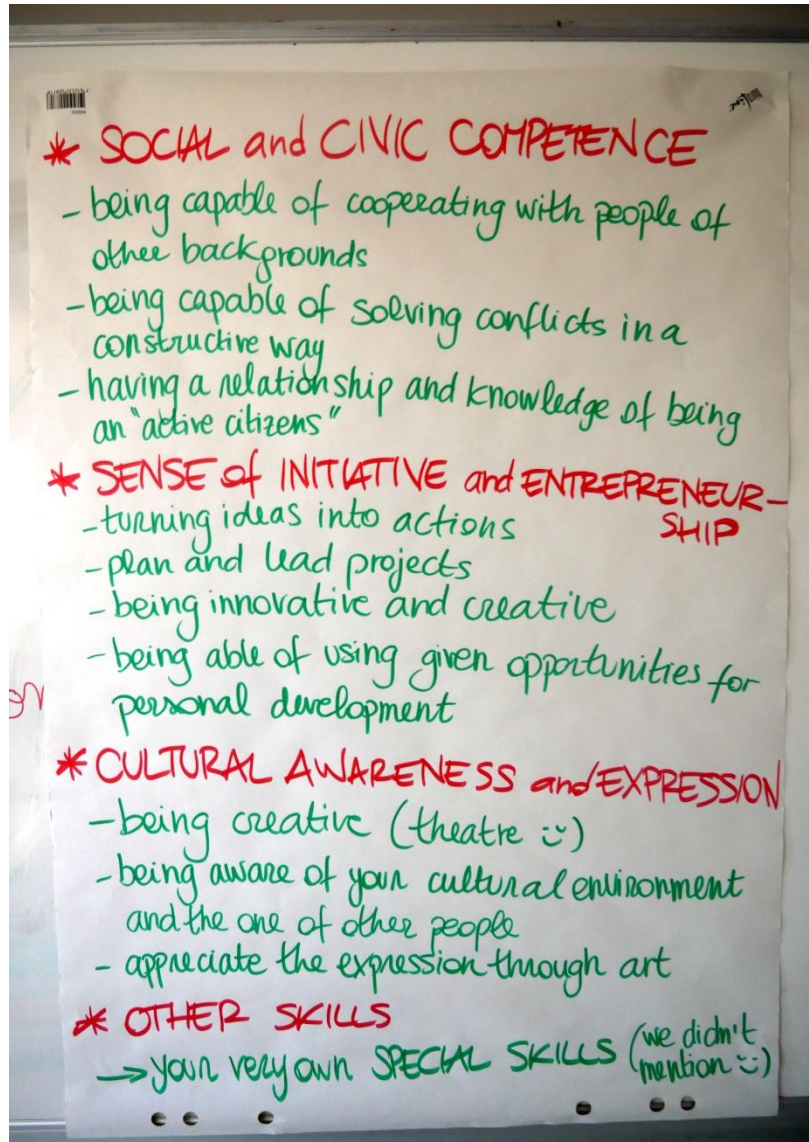 * SOCIAL and CIVIC COMPETENCE
- being capable of cooperating with people of
other backgrounds
- being capable of solving conflicts in a
constructive way
- having a relationship and knowledge of being
an "active citizens"
* SENSE of INITIATIVE and ENTREPRENEUR-
SHIP
- turning ideas into actions
- plan and lead projects
- being innovative and creative
- being able of using given opportunities for
personal development
* CULTURAL AWARENESS and EXPRESSION
- being creative (theatre :))
- being aware of your cultural environment
and the one of other people
- appreciate the expression through art
* OTHER SKILLS
→ your very own SPECIAL SKILLS (we didn't
mention :))